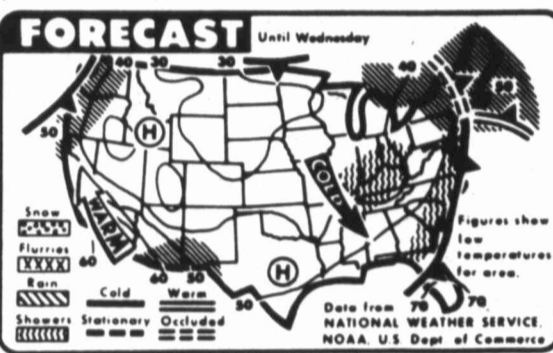 FORECAST Until Wednesday
40 30 30 40 50
50
H
COLD
WARM
60
60 50
H
50
70 70
Snow
Flurries
Rain
Showers
Cold Warm
Stationary Occluded
Figures show
low
temperatures
for area.
Data from
NATIONAL WEATHER SERVICE,
NOAA, U.S. Dept of Commerce